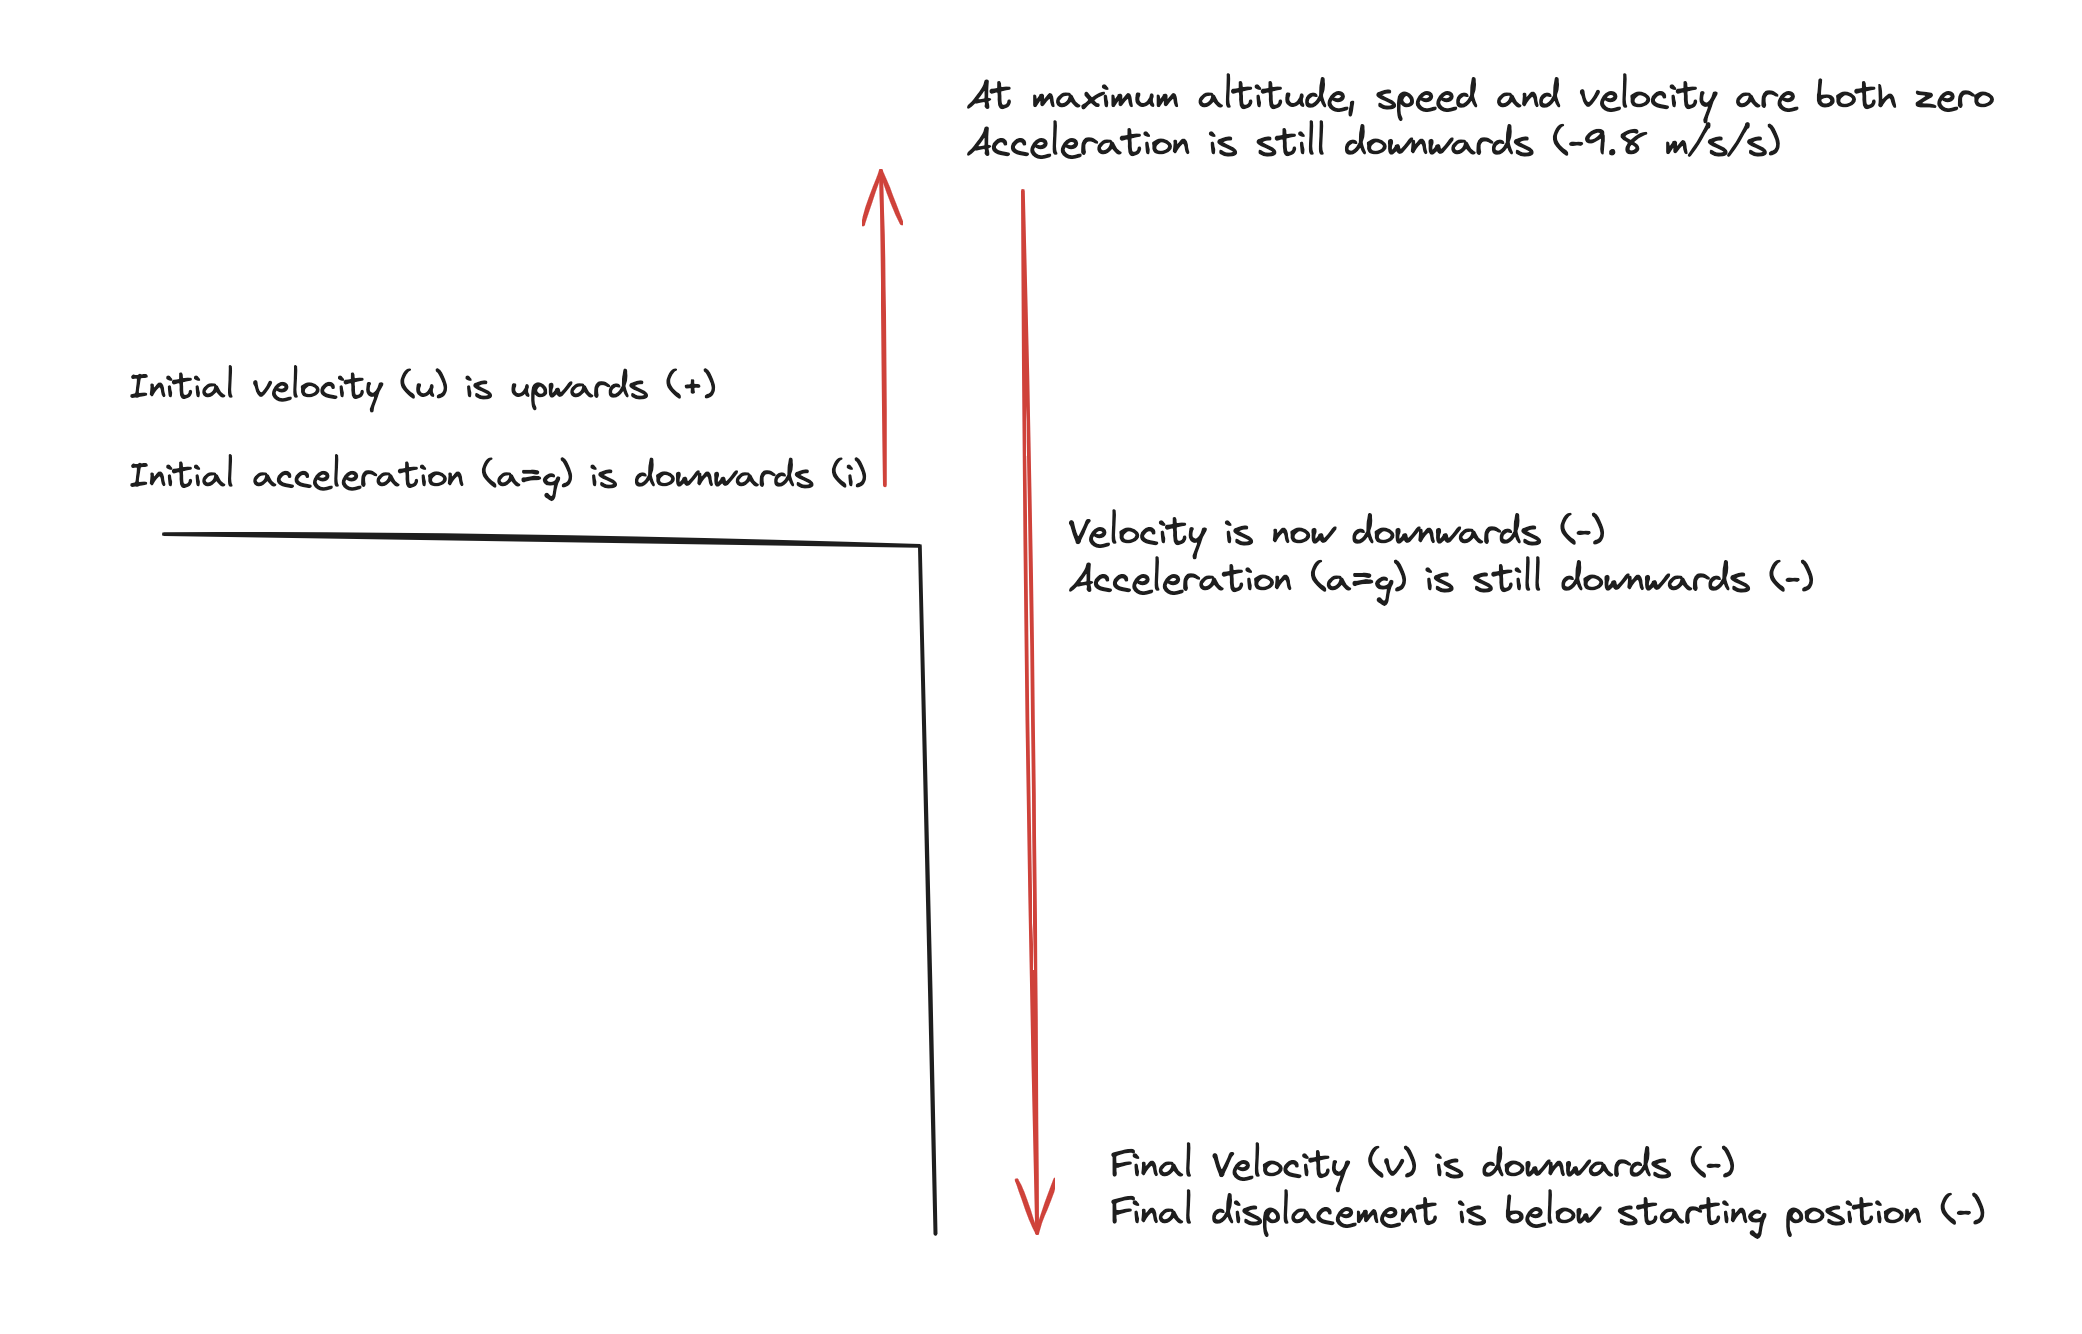 At maximum altitude, speed and velocity are both zero
Acceleration is still downwards (-9.8 m/s/s)
Initial velocity (u) is upwards (+)
Initial acceleration (a=g) is downwards (i)
Velocity is now downwards (-)
Acceleration (a=g) is still downwards (-)
Final Velocity (v) is downwards (-)
Final displacement is below starting position (-)